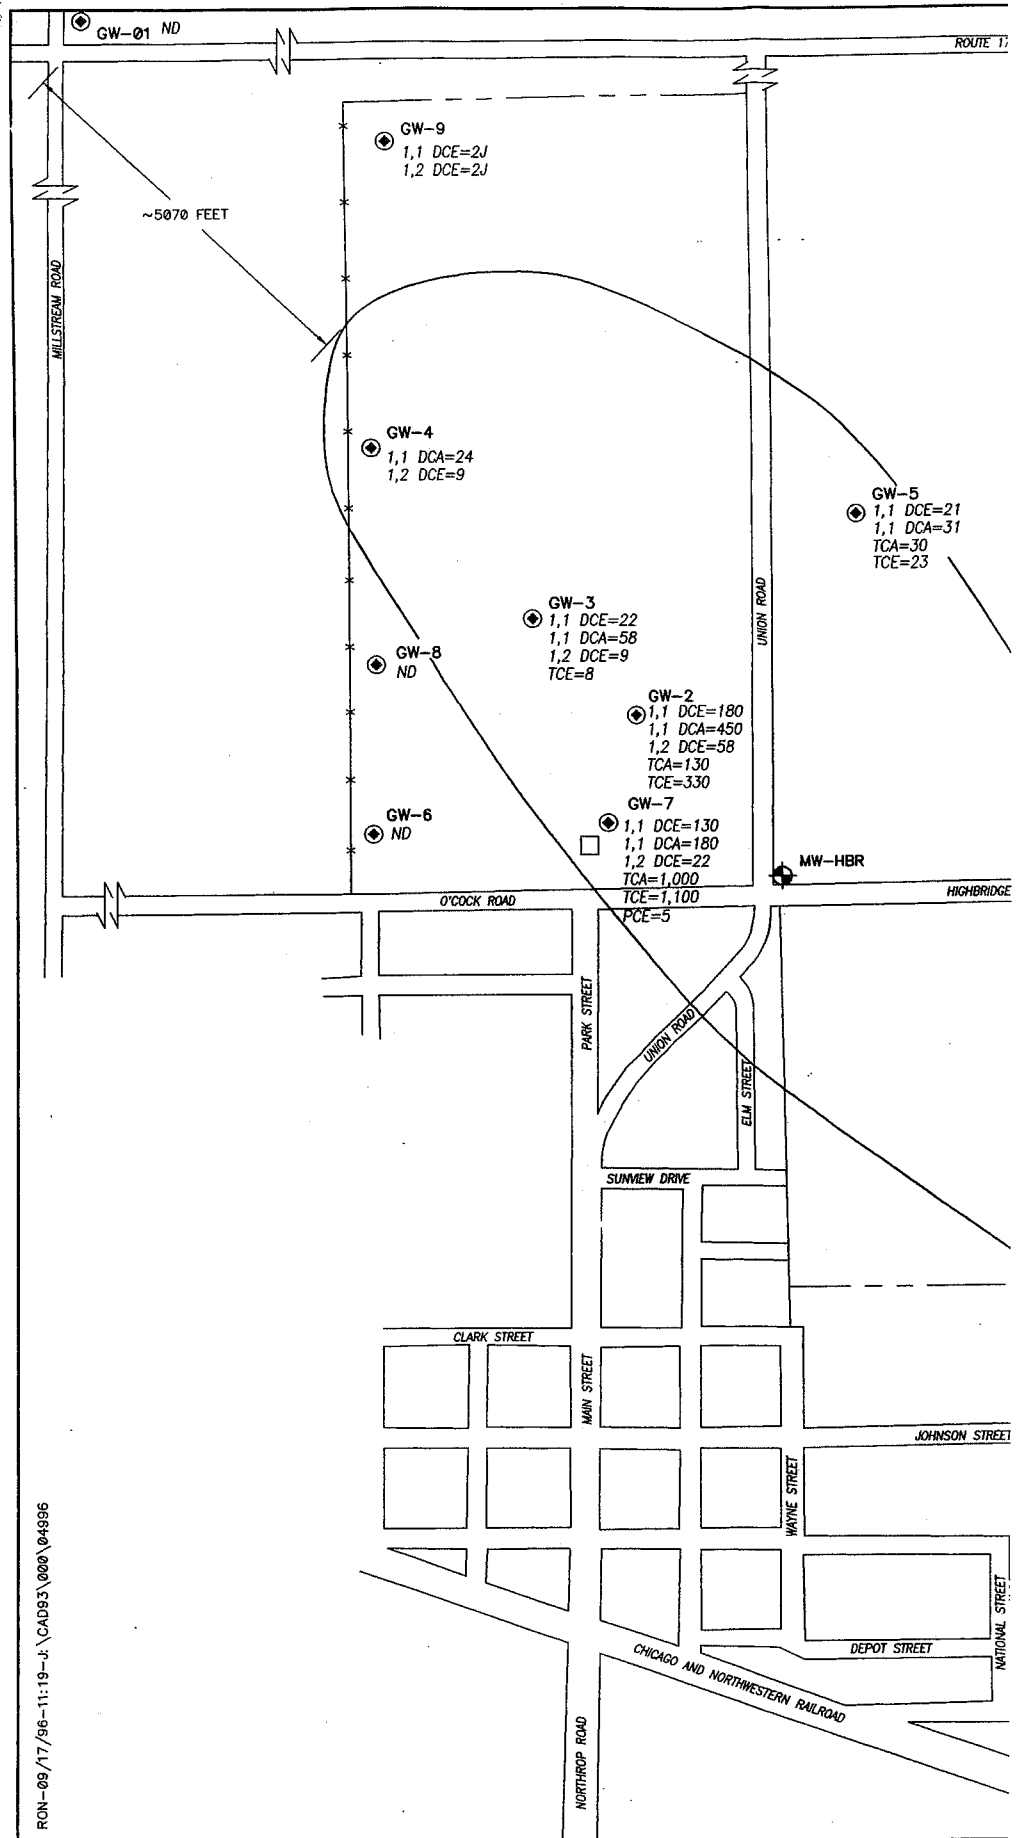 GW-01 ND
ROUTE 17
GW-9
1,1 DCE=2J
1,2 DCE=2J
~5070 FEET
MILLSTREAM ROAD
GW-4
1,1 DCA=24
1,2 DCE=9
GW-5
1,1 DCE=21
1,1 DCA=31
TCA=30
TCE=23
UNION ROAD
GW-3
1,1 DCE=22
1,1 DCA=58
1,2 DCE=9
TCE=8
GW-8
ND
GW-2
1,1 DCE=180
1,1 DCA=450
1,2 DCE=58
TCA=130
TCE=330
GW-6
ND
GW-7
1,1 DCE=130
1,1 DCA=180
1,2 DCE=22
TCA=1,000
TCE=1,100
PCE=5
MW-HBR
O'COCK ROAD
HIGHBRIDGE
PARK STREET
UNION ROAD
ELM STREET
SUNVIEW DRIVE
CLARK STREET
MAIN STREET
JOHNSON STREET
WAYNE STREET
NATIONAL STREET
DEPOT STREET
CHICAGO AND NORTHWESTERN RAILROAD
NORTHROP ROAD
RON-09/17/96-11:19-J:\CAD93\000\04996